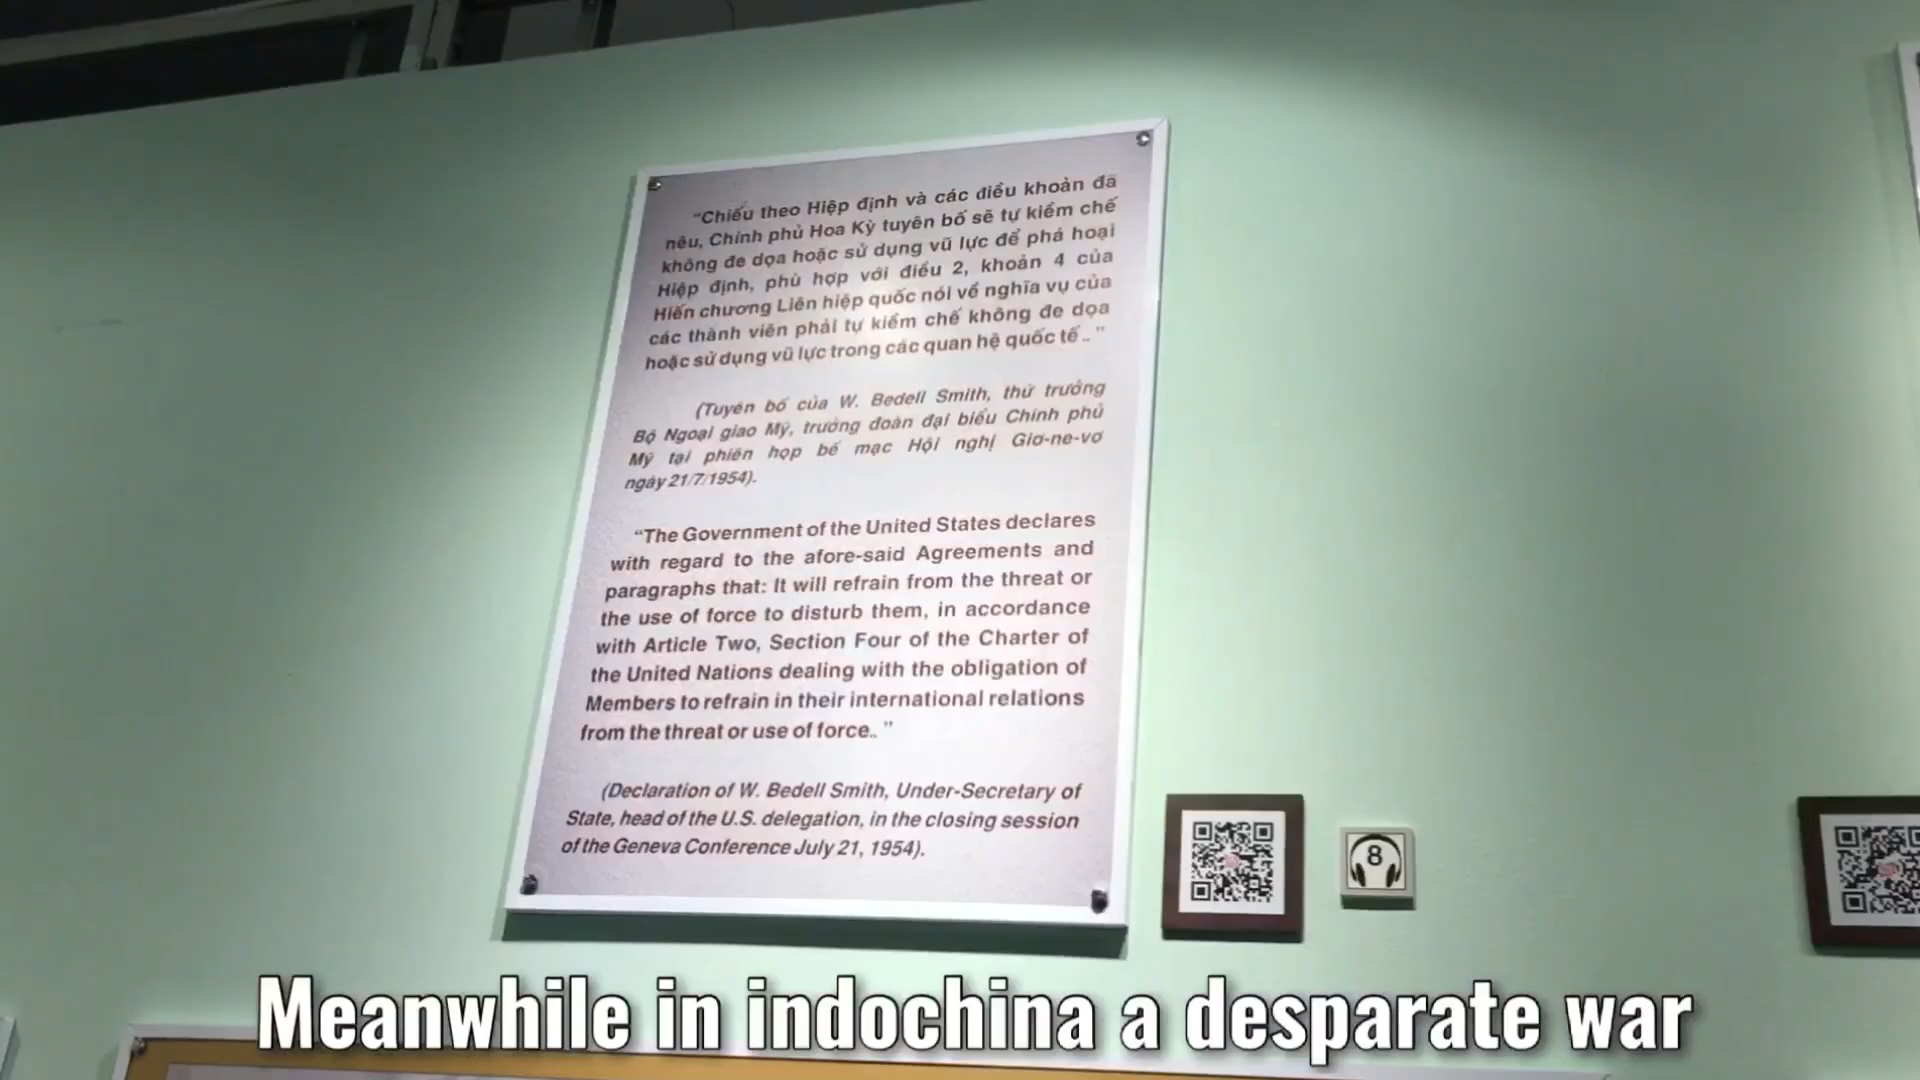 “Chiếu theo Hiệp định và các điều khoản đã
nêu, Chính phủ Hoa Kỳ tuyên bố sẽ tự kiềm chế
không đe dọa hoặc sử dụng vũ lực để phá hoại
Hiệp định, phù hợp với điều 2, khoản 4 của
Hiến chương Liên hiệp quốc nói về nghĩa vụ của
các thành viên phải tự kiềm chế không đe dọa
hoặc sử dụng vũ lực trong các quan hệ quốc tế.. ”
(Tuyên bố của W. Bedell Smith, thứ trưởng
Bộ Ngoại giao Mỹ, trưởng đoàn đại biểu Chính phủ
Mỹ tại phiên họp bế mạc Hội nghị Giơ-ne-vơ
ngày 21/7/1954).
“The Government of the United States declares
with regard to the afore-said Agreements and
paragraphs that: It will refrain from the threat or
the use of force to disturb them, in accordance
with Article Two, Section Four of the Charter of
the United Nations dealing with the obligation of
Members to refrain in their international relations
from the threat or use of force.. ”
(Declaration of W. Bedell Smith, Under-Secretary of
State, head of the U.S. delegation, in the closing session
of the Geneva Conference July 21, 1954).
8
Meanwhile in indochina a desparate war